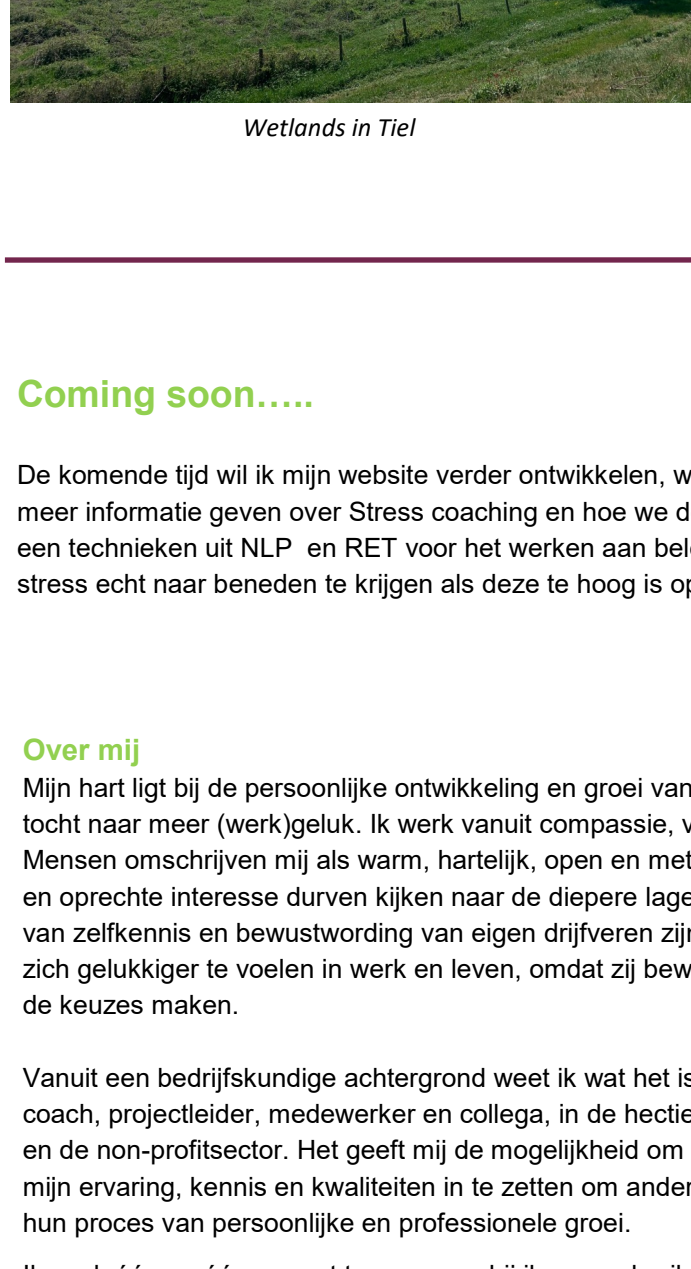 Wetlands in Tiel
Coming soon…..
De komende tijd wil ik mijn website verder ontwikkelen,
meer informatie geven over Stress coaching en hoe we
een technieken uit NLP en RET voor het werken aan
stress echt naar beneden te krijgen als deze te hoog is
Over mij
Mijn hart ligt bij de persoonlijke ontwikkeling en groei van
tocht naar meer (werk)geluk. Ik werk vanuit compassie,
Mensen omschrijven mij als warm, hartelijk, open en met
en oprechte interesse durven kijken naar de diepere
van zelfkennis en bewustwording van eigen drijfveren
zich gelukkiger te voelen in werk en leven, omdat zij
de keuzes maken.
Vanuit een bedrijfskundige achtergrond weet ik wat het is
coach, projectleider, medewerker en collega, in de
en de non-profitsector. Het geeft mij de mogelijkheid om
mijn ervaring, kennis en kwaliteiten in te zetten om
hun proces van persoonlijke en professionele groei.